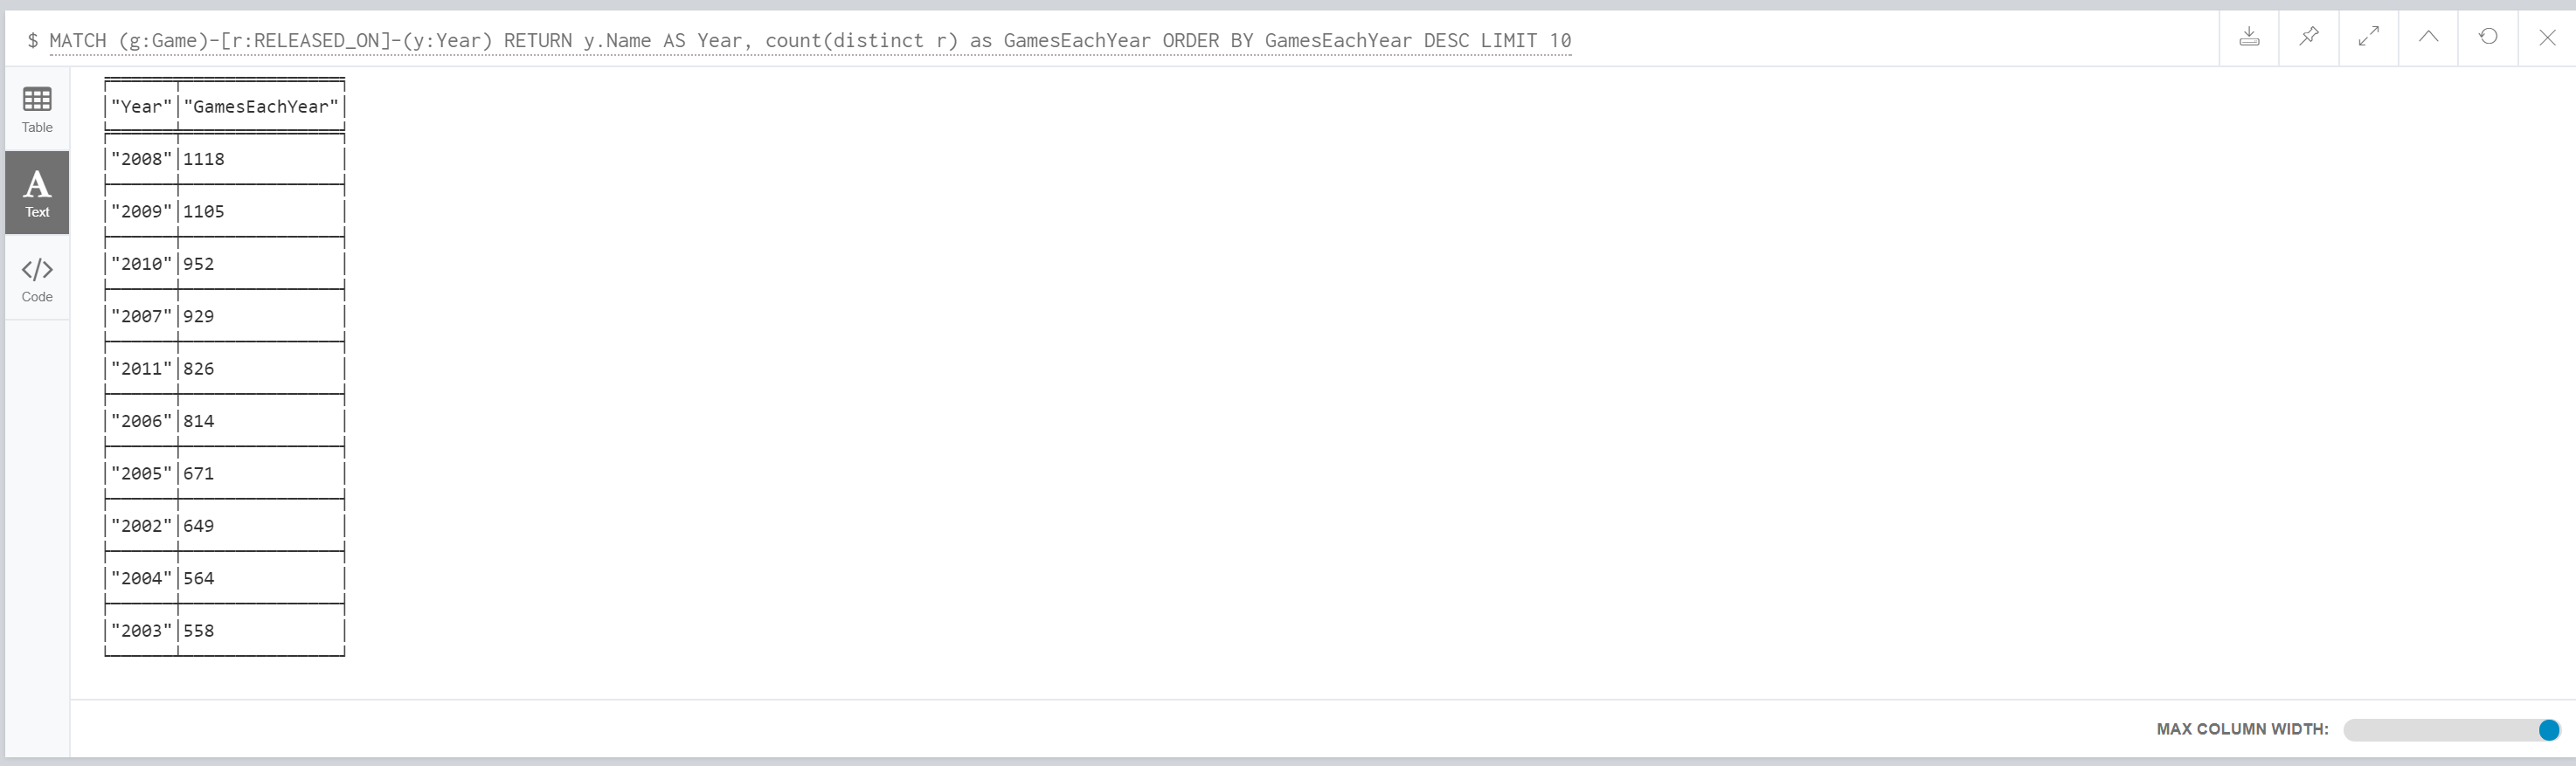 $ MATCH (g:Game)-[r:RELEASED_ON]-(y:Year) RETURN y.Name AS Year, count(distinct r) as GamesEachYear ORDER BY GamesEachYear DESC LIMIT 10
Table
A
Text
</>
Code
"Year" "GamesEachYear"
"2008" 1118
"2009" 1105
"2010" 952
"2007" 929
"2011" 826
"2006" 814
"2005" 671
"2002" 649
"2004" 564
"2003" 558
MAX COLUMN WIDTH: